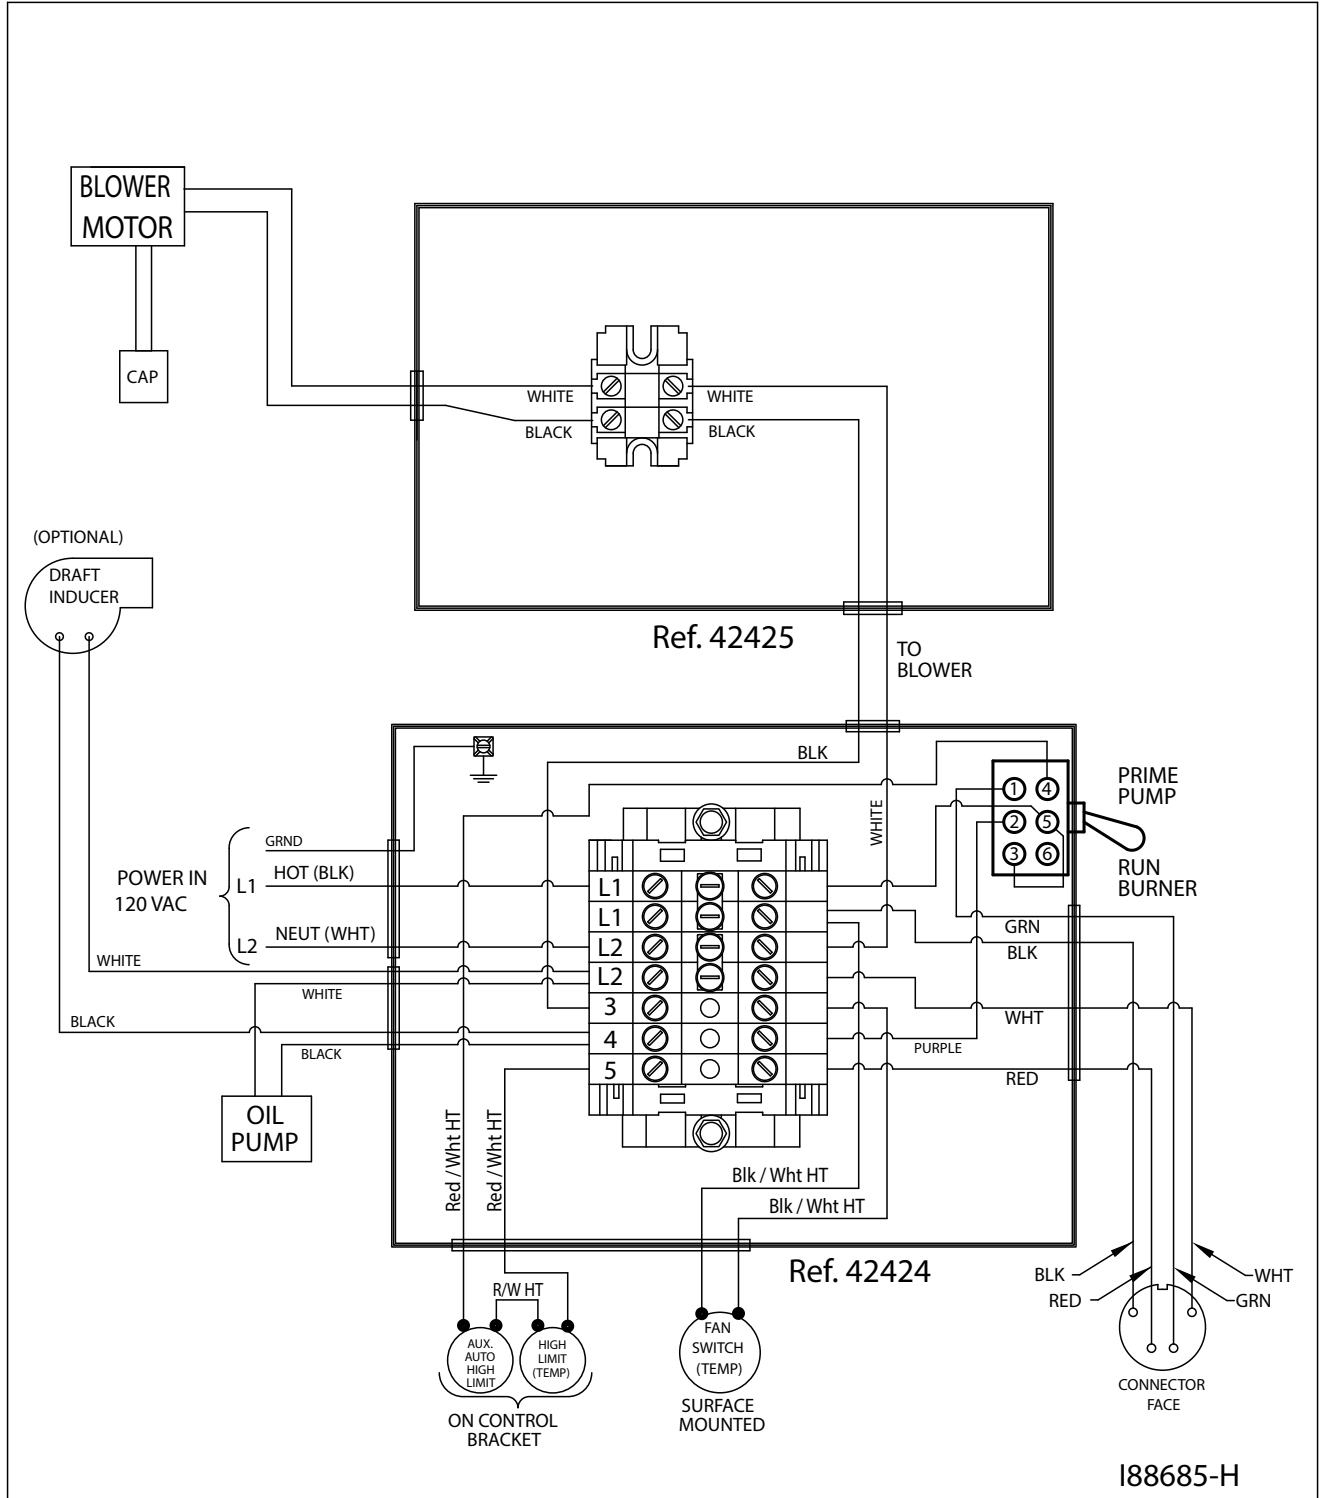 BLOWER
MOTOR
CAP
WHITE
WHITE
BLACK
BLACK
(OPTIONAL)
DRAFT
INDUCER
Ref. 42425
TO
BLOWER
BLK
WHITE
PRIME
PUMP
RUN
BURNER
1
4
2
5
3
6
POWER IN
120 VAC
GRND
L1
HOT (BLK)
L2
NEUT (WHT)
WHITE
WHITE
BLACK
BLACK
OIL
PUMP
L1
L1
L2
L2
3
4
5
GRN
BLK
WHT
PURPLE
RED
Red / Wht HT
Red / Wht HT
Blk / Wht HT
Blk / Wht HT
Ref. 42424
R/W HT
AUX.
AUTO
HIGH
LIMIT
HIGH
LIMIT
(TEMP)
ON CONTROL
BRACKET
FAN
SWITCH
(TEMP)
SURFACE
MOUNTED
BLK
RED
WHT
GRN
CONNECTOR
FACE
I88685-H